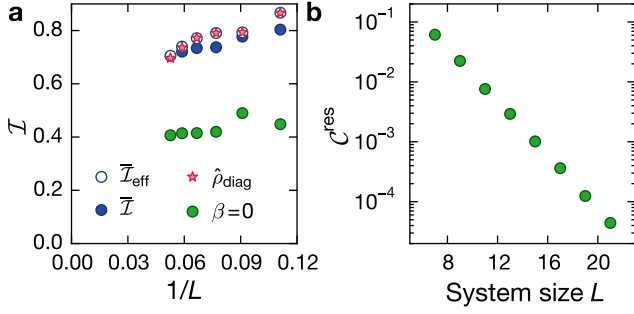 a
0.8
0.6
0.4
0.2
0.0
ℐ
ℐ̅_eff
ρ̂_diag
ℐ̅
β=0
0.00 0.03 0.06 0.09 0.12
1/L
b
10⁻¹
10⁻²
10⁻³
10⁻⁴
𝒞^res
8 12 16 20
System size L